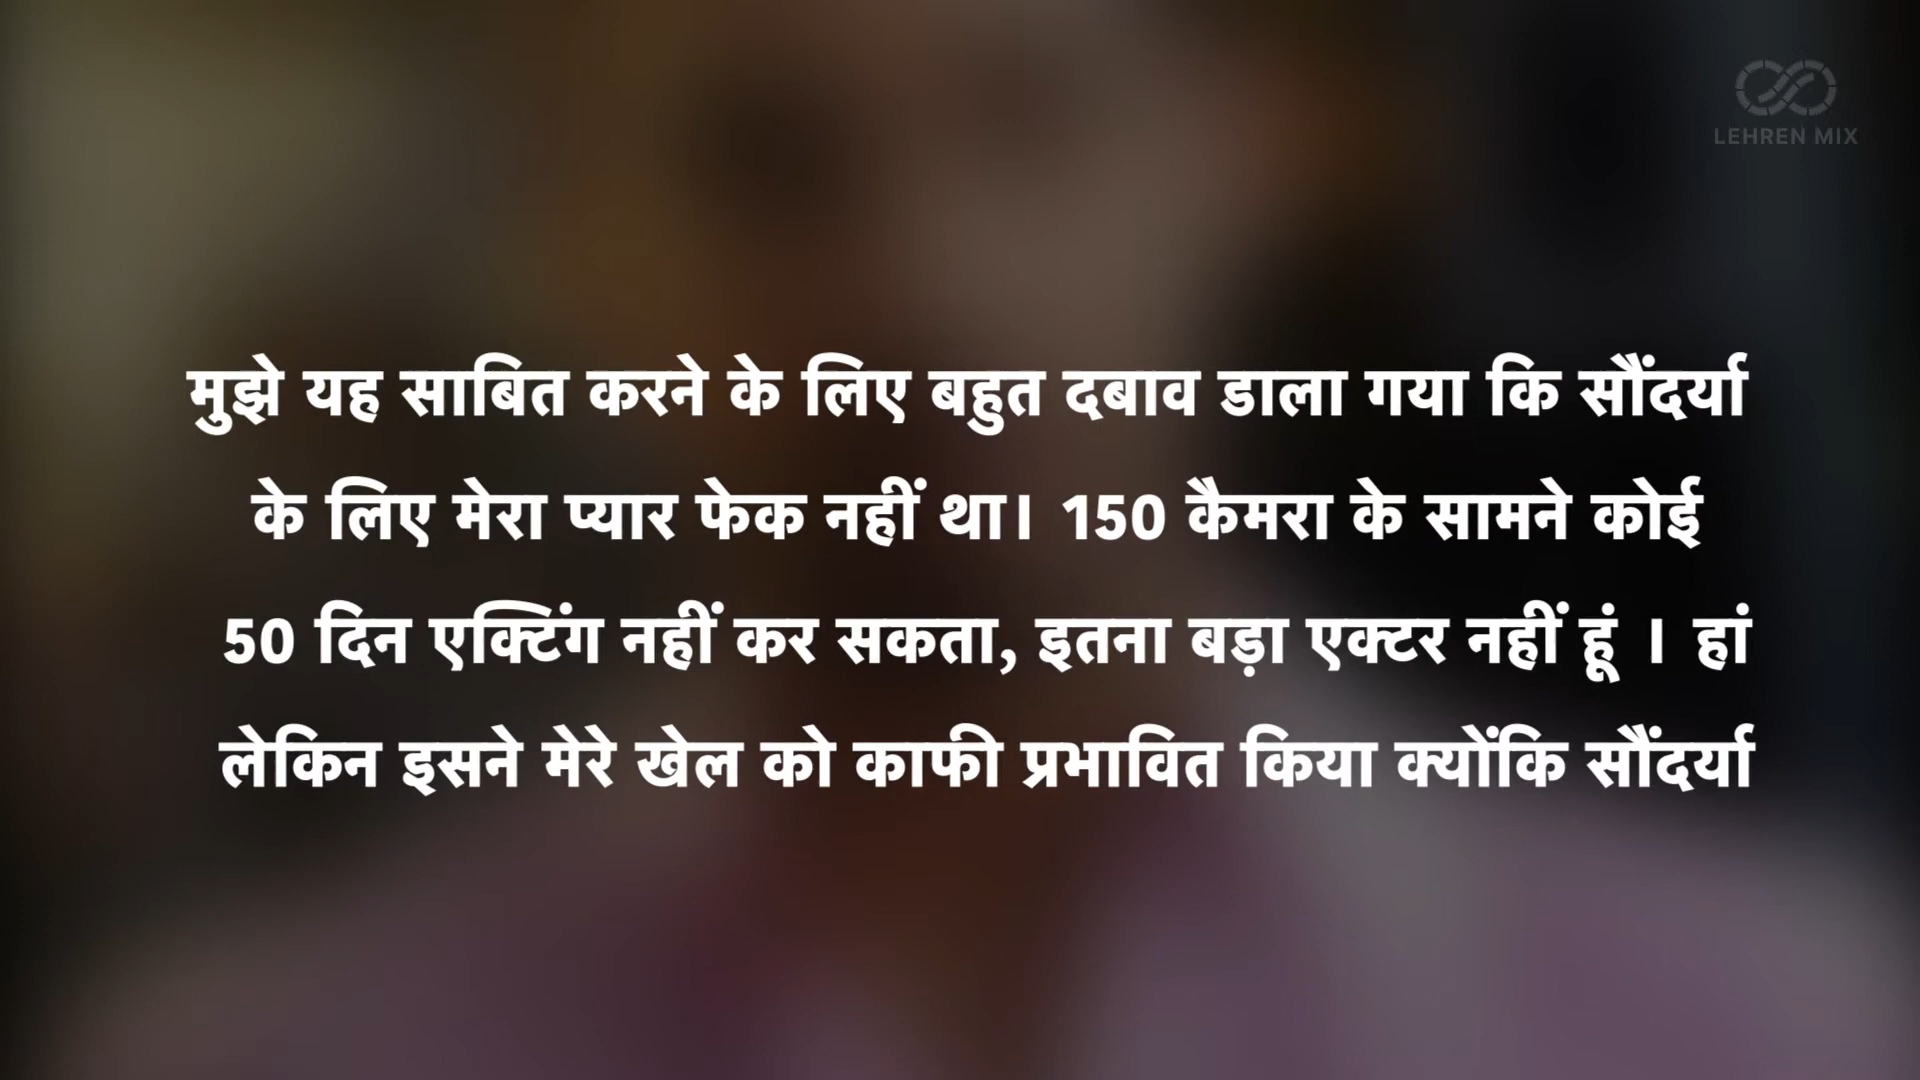 LEHREN MIX
मुझे यह साबित करने के लिए बहुत दबाव डाला गया कि सौंदर्या
के लिए मेरा प्यार फेक नहीं था। 150 कैमरा के सामने कोई
50 दिन एक्टिंग नहीं कर सकता, इतना बड़ा एक्टर नहीं हूं । हां
लेकिन इसने मेरे खेल को काफी प्रभावित किया क्योंकि सौंदर्या